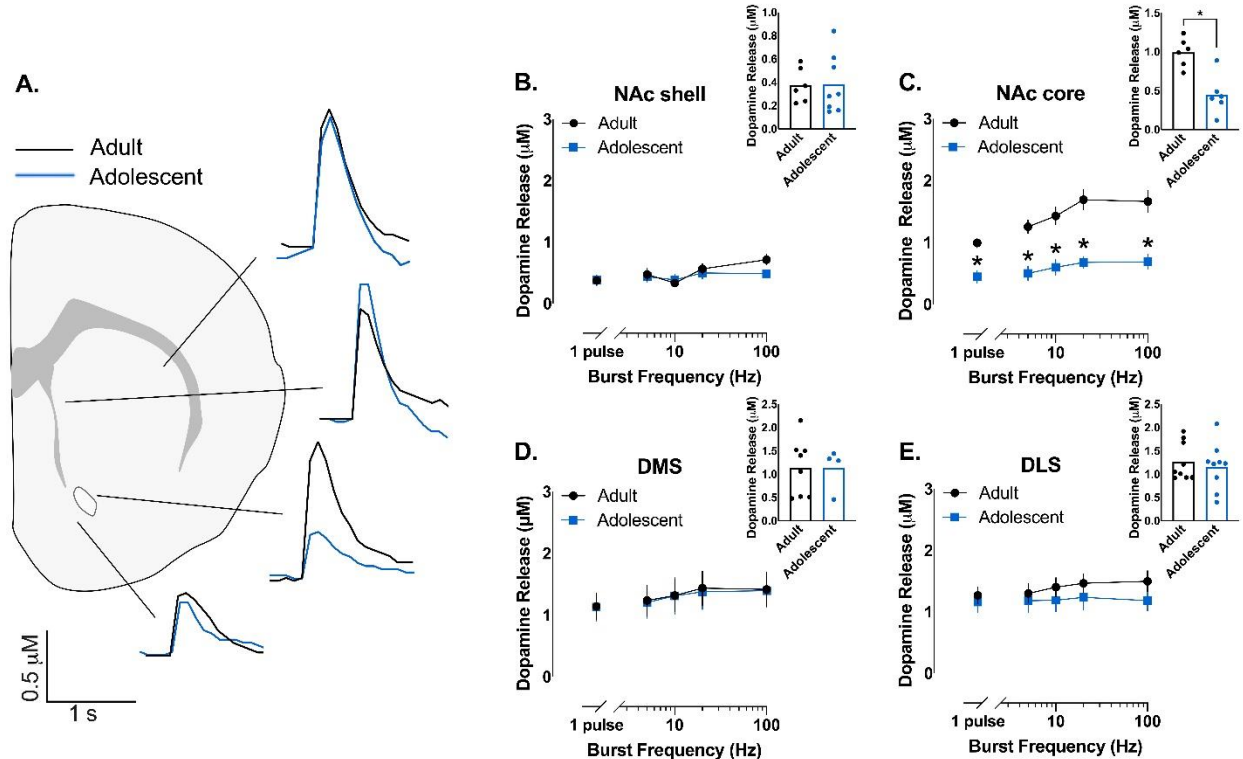 A.
Adult
Adolescent
0.5 μM
1 s
B.
NAc shell
Adult
Adolescent
Dopamine Release (μM)
3
2
1
0
1 pulse
10
100
Burst Frequency (Hz)
Dopamine Release (μM)
1.0
0.8
0.6
0.4
0.2
0.0
Adult
Adolescent
C.
NAc core
Adult
Adolescent
Dopamine Release (μM)
3
2
1
0
* * * * *
1 pulse
10
100
Burst Frequency (Hz)
Dopamine Release (μM)
1.5
1.0
0.5
0.0
*
Adult
Adolescent
D.
DMS
Adult
Adolescent
Dopamine Release (μM)
3
2
1
0
1 pulse
10
100
Burst Frequency (Hz)
Dopamine Release (μM)
2.5
2.0
1.5
1.0
0.5
0.0
Adult
Adolescent
E.
DLS
Adult
Adolescent
Dopamine Release (μM)
3
2
1
0
1 pulse
10
100
Burst Frequency (Hz)
Dopamine Release (μM)
2.5
2.0
1.5
1.0
0.5
0.0
Adult
Adolescent